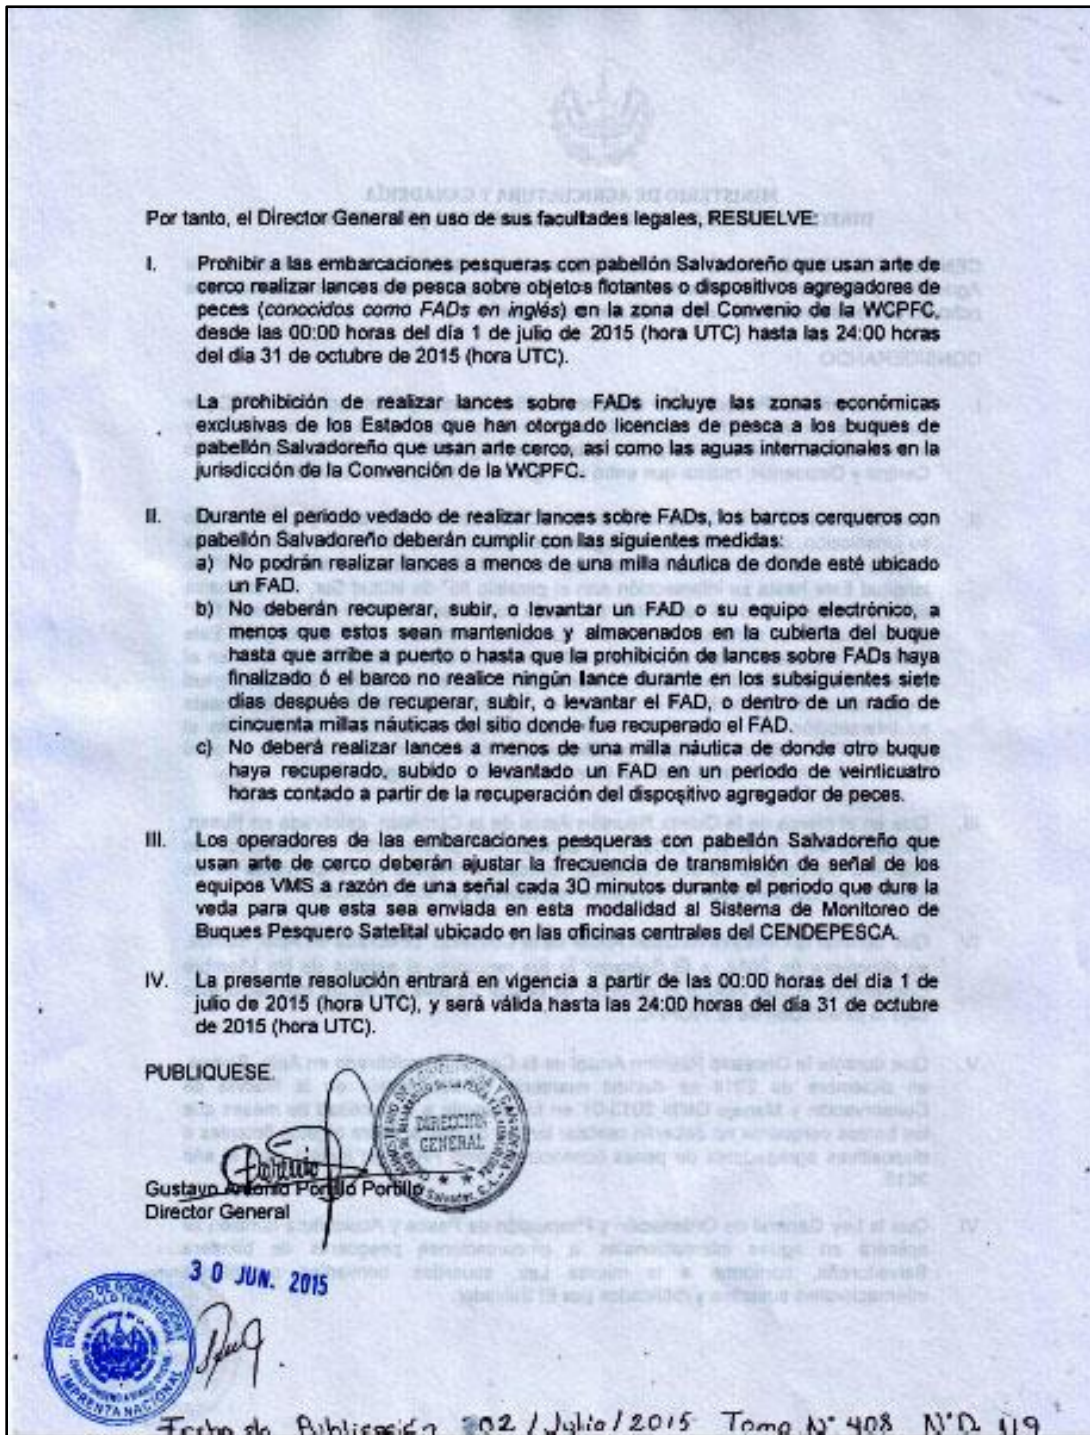 Por tanto, el Director General en uso de sus facultades legales, RESUELVE:
I. Prohibir a las embarcaciones pesqueras con pabellón Salvadoreño que usan arte de
cerco realizar lances de pesca sobre objetos flotantes o dispositivos agregadores de
peces (conocidos como FADs en inglés) en la zona del Convenio de la WCPFC,
desde las 00:00 horas del día 1 de julio de 2015 (hora UTC) hasta las 24:00 horas
del día 31 de octubre de 2015 (hora UTC).
La prohibición de realizar lances sobre FADs incluye las zonas económicas
exclusivas de los Estados que han otorgado licencias de pesca a los buques de
pabellón Salvadoreño que usan arte cerco, así como las aguas internacionales en la
jurisdicción de la Convención de la WCPFC.
II. Durante el periodo vedado de realizar lances sobre FADs, los barcos cerqueros con
pabellón Salvadoreño deberán cumplir con las siguientes medidas:
a) No podrán realizar lances a menos de una milla náutica de donde esté ubicado
un FAD.
b) No deberán recuperar, subir, o levantar un FAD o su equipo electrónico, a
menos que estos sean mantenidos y almacenados en la cubierta del buque
hasta que arribe a puerto o hasta que la prohibición de lances sobre FADs haya
finalizado ó el barco no realice ningún lance durante en los subsiguientes siete
días después de recuperar, subir, o levantar el FAD, o dentro de un radio de
cincuenta millas náuticas del sitio donde fue recuperado el FAD.
c) No deberá realizar lances a menos de una milla náutica de donde otro buque
haya recuperado, subido o levantado un FAD en un periodo de veinticuatro
horas contado a partir de la recuperación del dispositivo agregador de peces.
III. Los operadores de las embarcaciones pesqueras con pabellón Salvadoreño que
usan arte de cerco deberán ajustar la frecuencia de transmisión de señal de los
equipos VMS a razón de una señal cada 30 minutos durante el periodo que dure la
veda para que esta sea enviada en esta modalidad al Sistema de Monitoreo de
Buques Pesquero Satelital ubicado en las oficinas centrales del CENDEPESCA.
IV. La presente resolución entrará en vigencia a partir de las 00:00 horas del día 1 de
julio de 2015 (hora UTC), y será válida hasta las 24:00 horas del día 31 de octubre
de 2015 (hora UTC).
PUBLIQUESE.
DIRECCION
GENERAL
Gustavo Antonio Portillo Portillo
Director General
30 JUN. 2015
MINISTERIO DE GOBERNACION Y
DESARROLLO TERRITORIAL
IMPRENTA NACIONAL
Fecha de Publicación 02/Julio/2015 Tomo N° 408 119